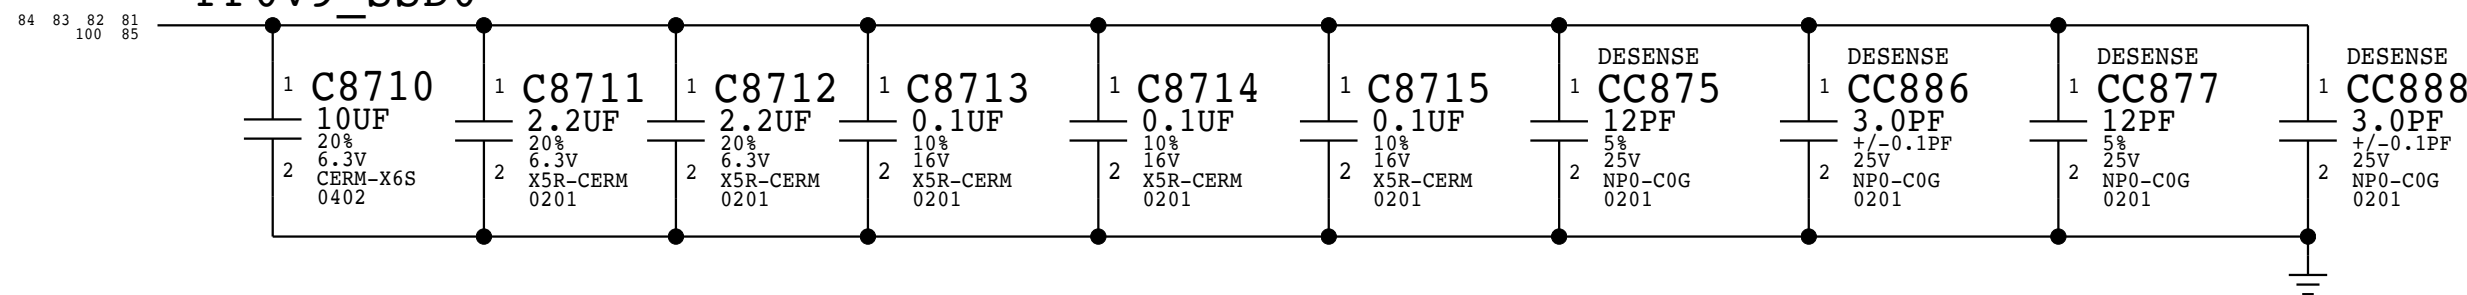 84 83 82 81
100 85
1 C8710
10UF
20%
6.3V
2 CERM-X6S
0402
1 C8711
2.2UF
20%
6.3V
2 X5R-CERM
0201
1 C8712
2.2UF
20%
6.3V
2 X5R-CERM
0201
1 C8713
0.1UF
10%
16V
2 X5R-CERM
0201
1 C8714
0.1UF
10%
16V
2 X5R-CERM
0201
1 C8715
0.1UF
10%
16V
2 X5R-CERM
0201
DESENSE
1 CC875
12PF
5%
25V
2 NP0-C0G
0201
DESENSE
1 CC886
3.0PF
+/-0.1PF
25V
2 NP0-C0G
0201
DESENSE
1 CC877
12PF
5%
25V
2 NP0-C0G
0201
DESENSE
1 CC888
3.0PF
+/-0.1PF
25V
2 NP0-C0G
0201